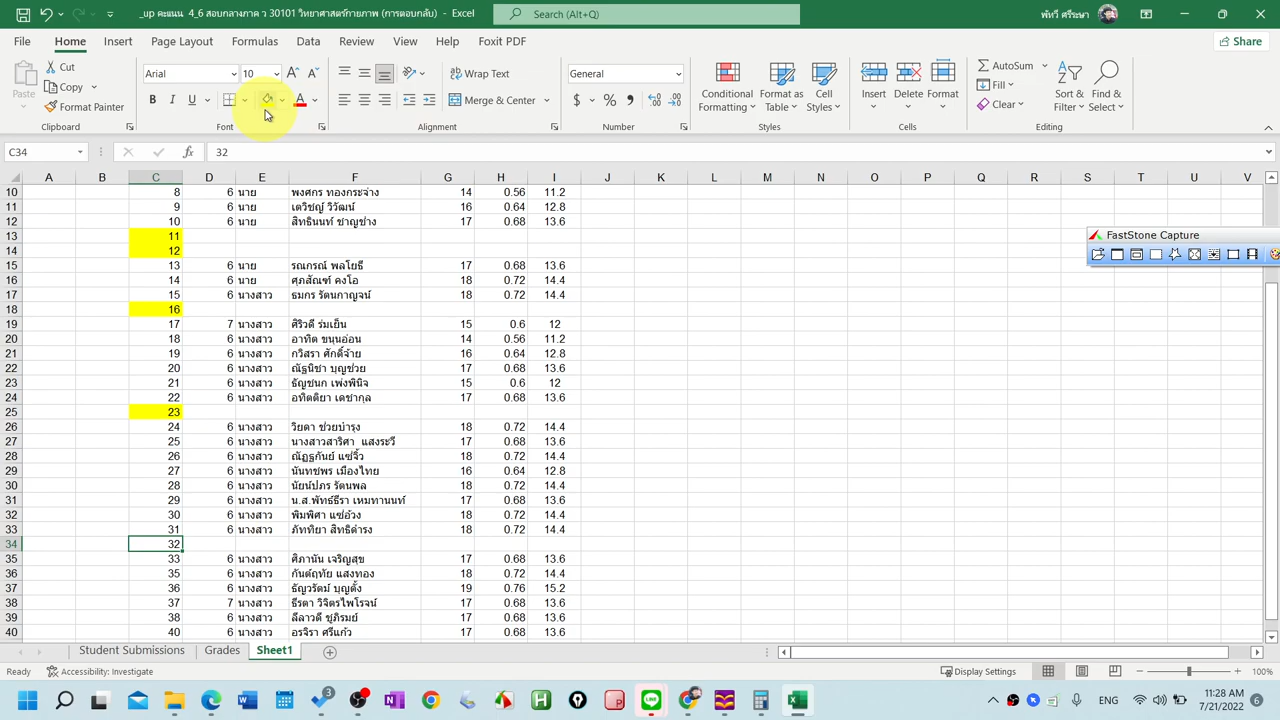 _บุ คะแนน 4_6 สอบกลางภาค ว 30101 วิทยาศาสตร์กายภาพ (การตอบกลับ) - Excel
Search (Alt+Q)
พัทวี ศรีระษา
File Home Insert Page Layout Formulas Data Review View Help Foxit PDF Share
Paste Cut Copy Format Painter Clipboard
Arial 10 B I U Font
Wrap Text Merge & Center Alignment
General $ % Number
Conditional Formatting Format as Table Cell Styles Styles
Insert Delete Format Cells
AutoSum Fill Clear Sort & Filter Find & Select Editing
C34 fx 32
A B C D E F G H I J K L M N O P Q R S T U V
10 8 6 นาย พงศกร ทองกระจ่าง 14 0.56 11.2
11 9 6 นาย เตวิชญ์ วิวัฒน์ 16 0.64 12.8
12 10 6 นาย สิทธินนท์ ชาญช่าง 17 0.68 13.6
13 11
14 12
15 13 6 นาย รณกรณ์ พลโยธี 17 0.68 13.6
16 14 6 นาย ศุภสัณฑ์ คงโอ 18 0.72 14.4
17 15 6 นางสาว ธมกร รัตนกาญจน์ 18 0.72 14.4
18 16
19 17 7 นางสาว ศิริวดี ร่มเย็น 15 0.6 12
20 18 6 นางสาว อาทิต ขนุนอ่อน 14 0.56 11.2
21 19 6 นางสาว กวิสรา ศักดิ์จ้าย 16 0.64 12.8
22 20 6 นางสาว ณัฐนิชา บุญช่วย 17 0.68 13.6
23 21 6 นางสาว ธัญชนก เพ่งพินิจ 15 0.6 12
24 22 6 นางสาว อทิตติยา เดชากุล 17 0.68 13.6
25 23
26 24 6 นางสาว วิยดา ช่วยบำรุง 18 0.72 14.4
27 25 6 นางสาว นางสาวสาริศา แสงระวี 17 0.68 13.6
28 26 6 นางสาว ณัฏฐกันย์ แซ่จิ้ว 18 0.72 14.4
29 27 6 นางสาว นันทชพร เมืองไทย 16 0.64 12.8
30 28 6 นางสาว นัยน์ปภร รัตนพล 18 0.72 14.4
31 29 6 นางสาว น.ส.พัทธ์ธีรา เหมทานนท์ 17 0.68 13.6
32 30 6 นางสาว พิมพิศา แซ่อ้วง 18 0.72 14.4
33 31 6 นางสาว ภัททิยา สิทธิดำรง 18 0.72 14.4
34 32
35 33 6 นางสาว ศิภานัน เจริญสุข 17 0.68 13.6
36 35 6 นางสาว กันต์ฤทัย แสงทอง 18 0.72 14.4
37 36 6 นางสาว ธัญวรัตม์ บุญตั้ง 19 0.76 15.2
38 37 7 นางสาว ธีรตา วิจิตรไพโรจน์ 17 0.68 13.6
39 38 6 นางสาว ลีลาวดี ชูภิรมย์ 17 0.68 13.6
40 40 6 นางสาว อรจิรา ศรีแก้ว 17 0.68 13.6
FastStone Capture
Student Submissions Grades Sheet1
Ready Accessibility: Investigate Display Settings 100%
3 ENG 11:28 AM 7/21/2022 6